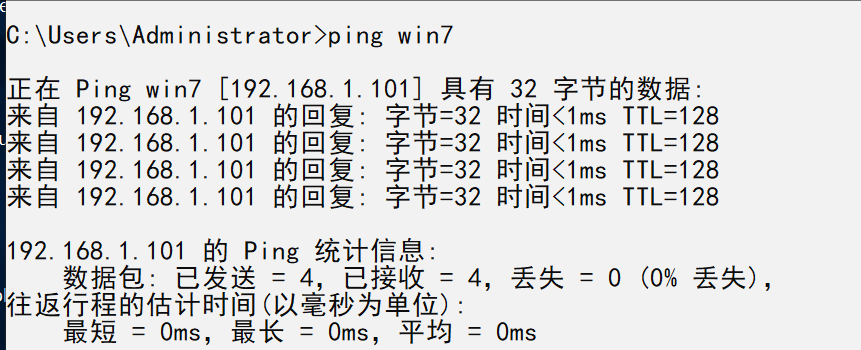 C:\Users\Administrator>ping win7
正在 Ping win7 [192.168.1.101] 具有 32 字节的数据:
来自 192.168.1.101 的回复: 字节=32 时间<1ms TTL=128
来自 192.168.1.101 的回复: 字节=32 时间<1ms TTL=128
来自 192.168.1.101 的回复: 字节=32 时间<1ms TTL=128
来自 192.168.1.101 的回复: 字节=32 时间<1ms TTL=128
192.168.1.101 的 Ping 统计信息:
数据包: 已发送 = 4，已接收 = 4，丢失 = 0 (0% 丢失)，
往返行程的估计时间(以毫秒为单位):
最短 = 0ms，最长 = 0ms，平均 = 0ms